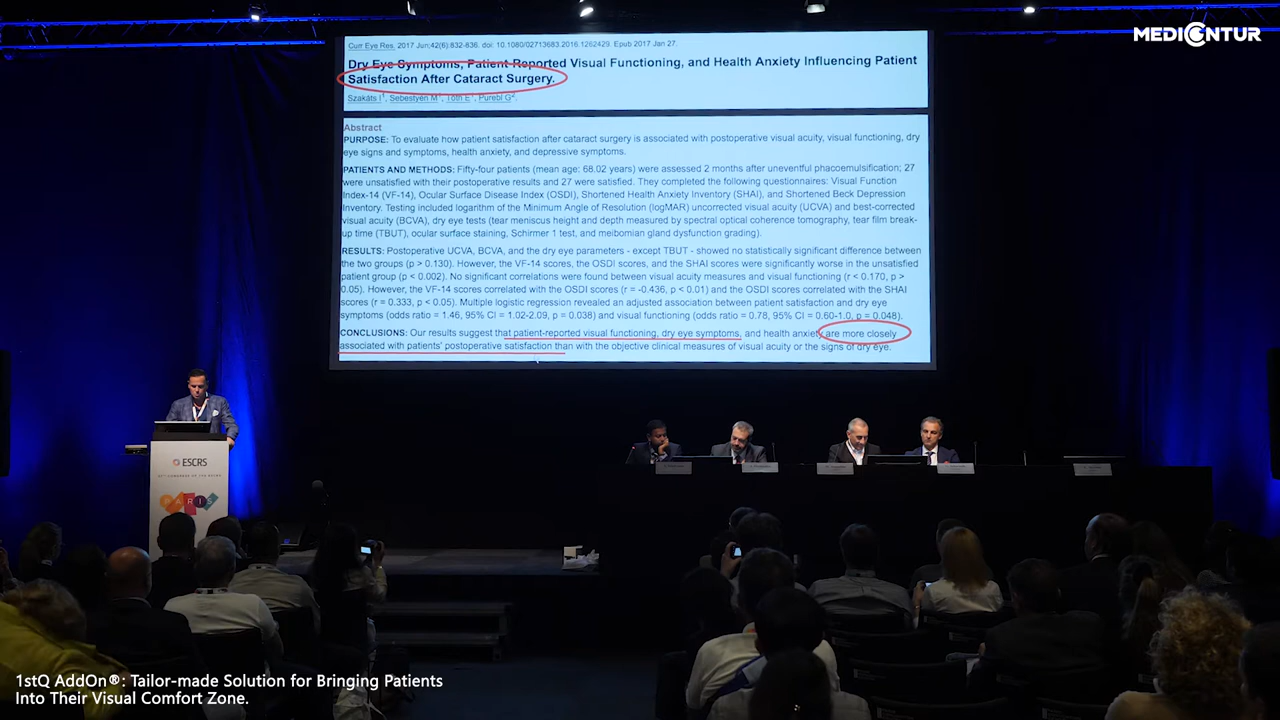 MEDICONTUR
Curr Eye Res. 2017 Jun;42(6):832-836. doi: 10.1080/02713683.2016.1262429. Epub 2017 Jan 27.
Dry Eye Symptoms, Patient-Reported Visual Functioning, and Health Anxiety Influencing Patient
Satisfaction After Cataract Surgery.
Szakáts I1, Sebestyén M1, Tóth E1, Purebl G2.
Abstract
PURPOSE: To evaluate how patient satisfaction after cataract surgery is associated with postoperative visual acuity, visual functioning, dry
eye signs and symptoms, health anxiety, and depressive symptoms.
PATIENTS AND METHODS: Fifty-four patients (mean age: 68.02 years) were assessed 2 months after uneventful phacoemulsification; 27
were unsatisfied with their postoperative results and 27 were satisfied. They completed the following questionnaires: Visual Function
Index-14 (VF-14), Ocular Surface Disease Index (OSDI), Shortened Health Anxiety Inventory (SHAI), and Shortened Beck Depression
Inventory. Testing included logarithm of the Minimum Angle of Resolution (logMAR) uncorrected visual acuity (UCVA) and best-corrected
visual acuity (BCVA), dry eye tests (tear meniscus height and depth measured by spectral optical coherence tomography, tear film break-
up time (TBUT), ocular surface staining, Schirmer 1 test, and meibomian gland dysfunction grading).
RESULTS: Postoperative UCVA, BCVA, and the dry eye parameters - except TBUT - showed no statistically significant difference between
the two groups (p > 0.130). However, the VF-14 scores, the OSDI scores, and the SHAI scores were significantly worse in the unsatisfied
patient group (p < 0.002). No significant correlations were found between visual acuity measures and visual functioning (r < 0.170, p >
0.05). However, the VF-14 scores correlated with the OSDI scores (r = -0.436, p < 0.01) and the OSDI scores correlated with the SHAI
scores (r = 0.333, p < 0.05). Multiple logistic regression revealed an adjusted association between patient satisfaction and dry eye
symptoms (odds ratio = 1.46, 95% CI = 1.02-2.09, p = 0.038) and visual functioning (odds ratio = 0.78, 95% CI = 0.60-1.0, p = 0.048).
CONCLUSIONS: Our results suggest that patient-reported visual functioning, dry eye symptoms, and health anxiety are more closely
associated with patients' postoperative satisfaction than with the objective clinical measures of visual acuity or the signs of dry eye.
ESCRS
PARIS
1stQ AddOn®: Tailor-made Solution for Bringing Patients
Into Their Visual Comfort Zone.